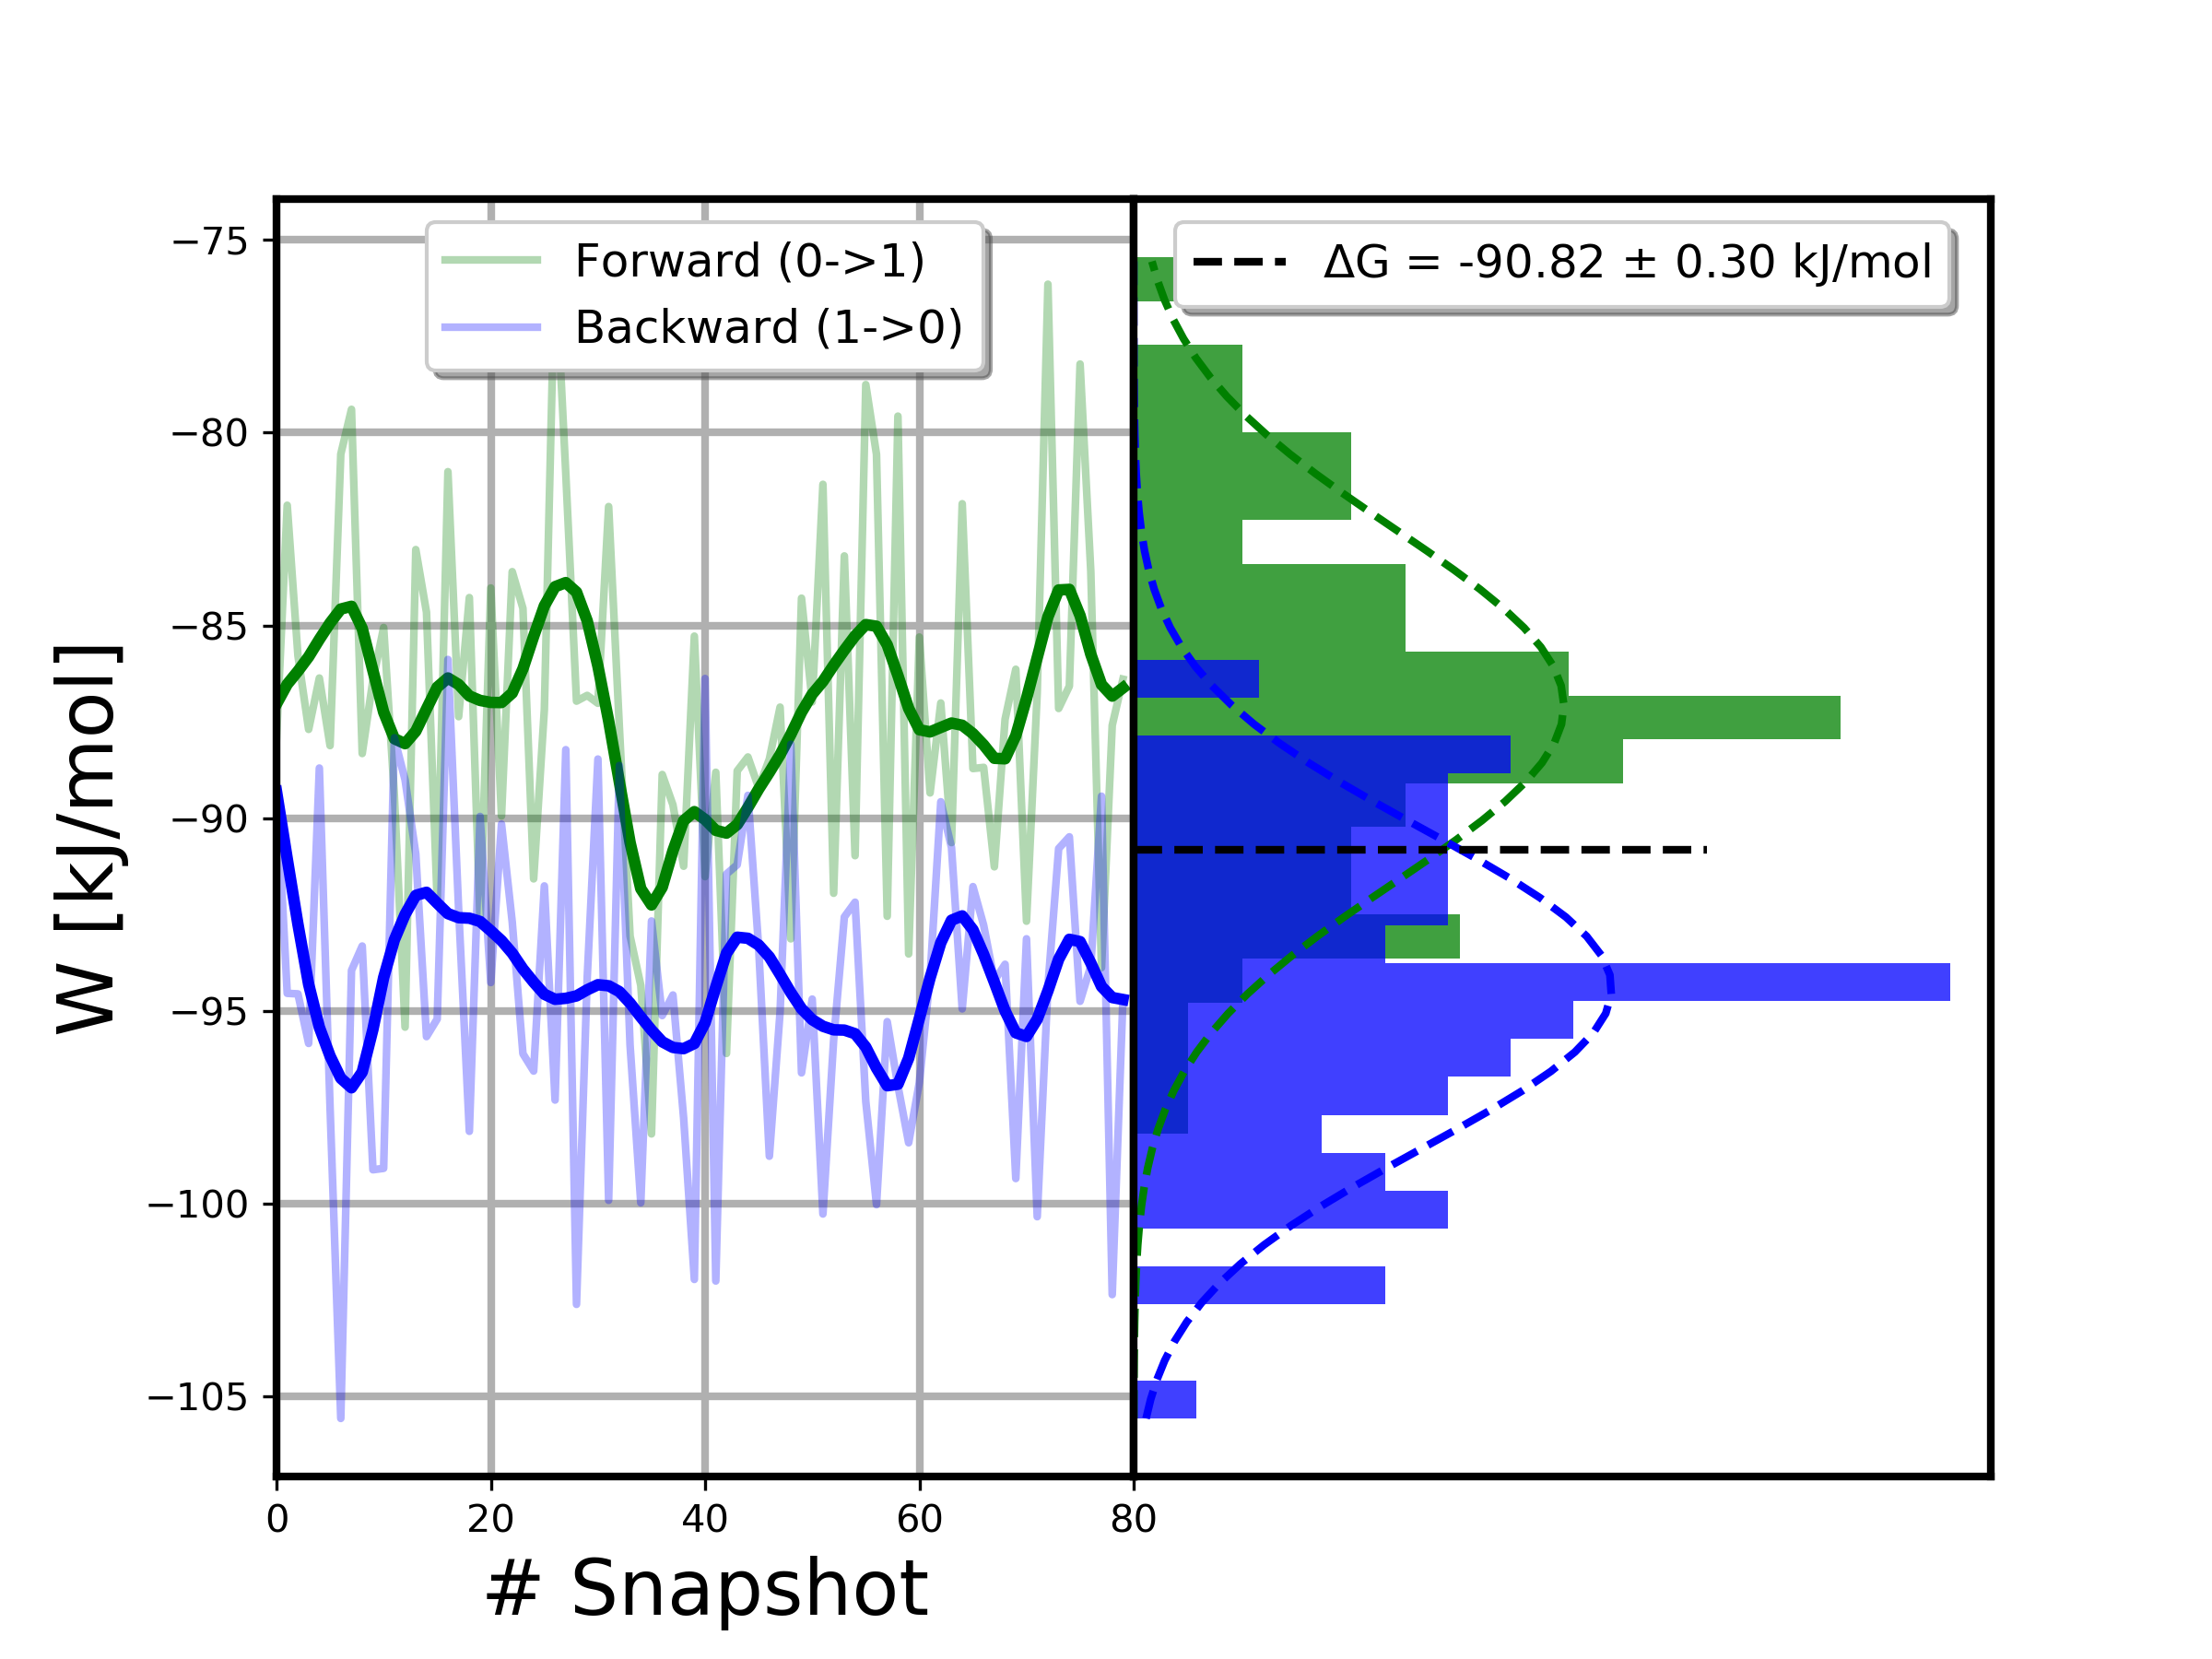 Forward (0->1)
Backward (1->0)
ΔG = -90.82 ± 0.30 kJ/mol
W [kJ/mol]
−75
−80
−85
−90
−95
−100
−105
0 20 40 60 80
# Snapshot